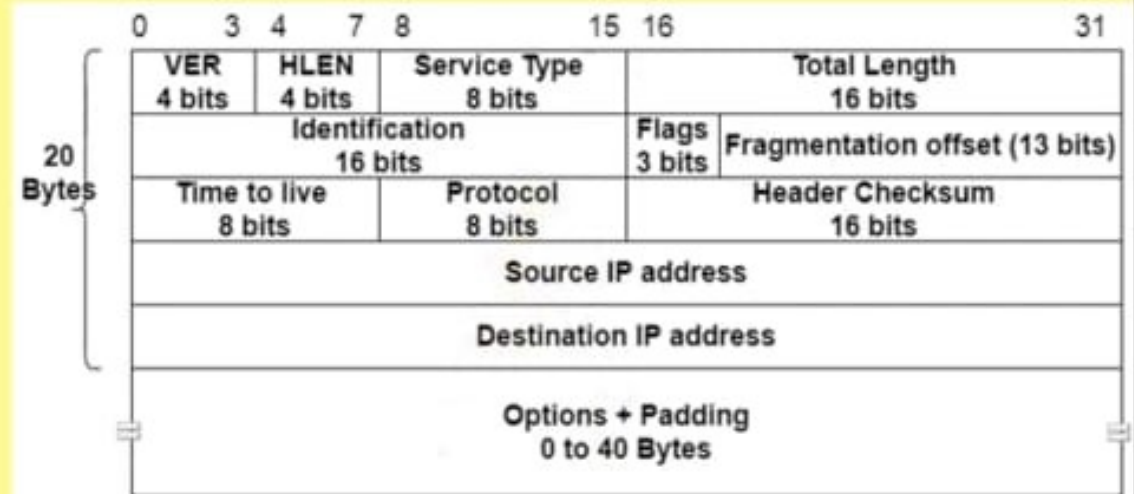 0 3 4 7 8 15 16 31
VER HLEN Service Type Total Length
4 bits 4 bits 8 bits 16 bits
Identification Flags Fragmentation offset (13 bits)
16 bits 3 bits
20
Bytes
Time to live Protocol Header Checksum
8 bits 8 bits 16 bits
Source IP address
Destination IP address
Options + Padding
0 to 40 Bytes